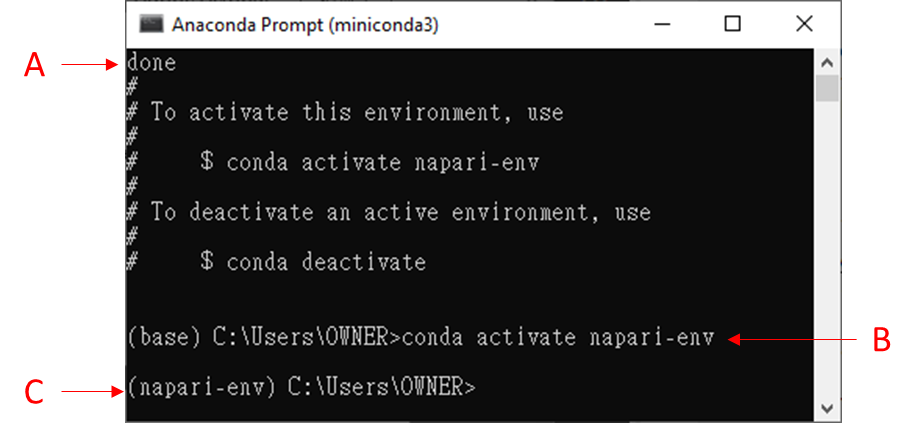 Anaconda Prompt (miniconda3)
A
done
#
# To activate this environment, use
#
#     $ conda activate napari-env
#
# To deactivate an active environment, use
#
#     $ conda deactivate
(base) C:\Users\OWNER>conda activate napari-env
B
C
(napari-env) C:\Users\OWNER>